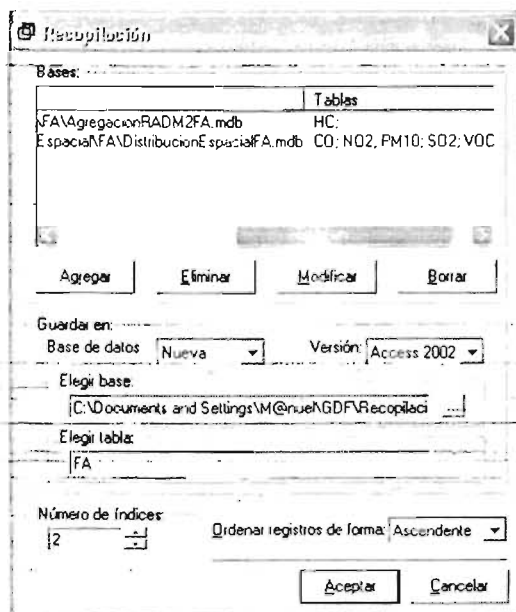 Recopilación
Bases:
Tablas
\FA\AgregacionRADM2FA.mdb HC;
Espacial\FA\DistribucionEspacialFA.mdb CO; NO2, PM10; SO2; VOC
Agregar Eliminar Modificar Borrar
Guardar en:
Base de datos Nueva Versión: Access 2002
Elegir base:
C:\Documents and Settings\M@nuel\GDF\Recopilaci ...
Elegir tabla:
FA
Número de índices:
2
Ordenar registros de forma: Ascendente
Aceptar Cancelar